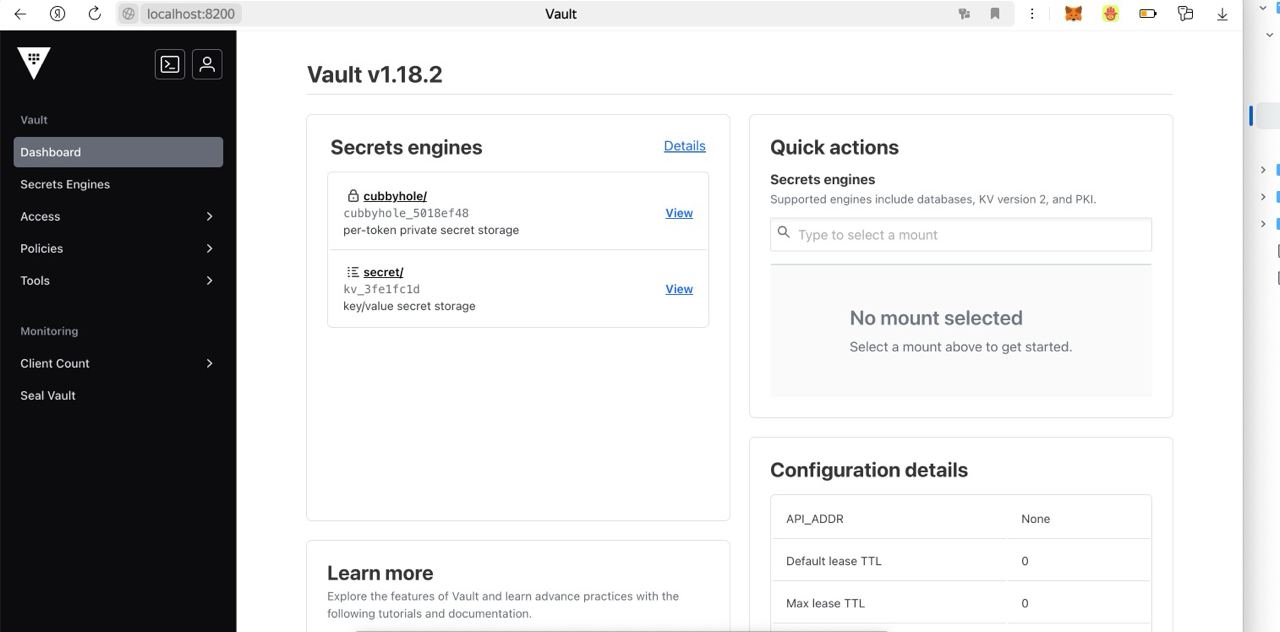 localhost:8200
Vault
Vault
Dashboard
Secrets Engines
Access
Policies
Tools
Monitoring
Client Count
Seal Vault
Vault v1.18.2
Secrets engines
Details
cubbyhole/
cubbyhole_5018ef48
View
per-token private secret storage
secret/
kv_3fe1fc1d
View
key/value secret storage
Learn more
Explore the features of Vault and learn advance practices with the
following tutorials and documentation.
Quick actions
Secrets engines
Supported engines include databases, KV version 2, and PKI.
Type to select a mount
No mount selected
Select a mount above to get started.
Configuration details
API_ADDR None
Default lease TTL 0
Max lease TTL 0